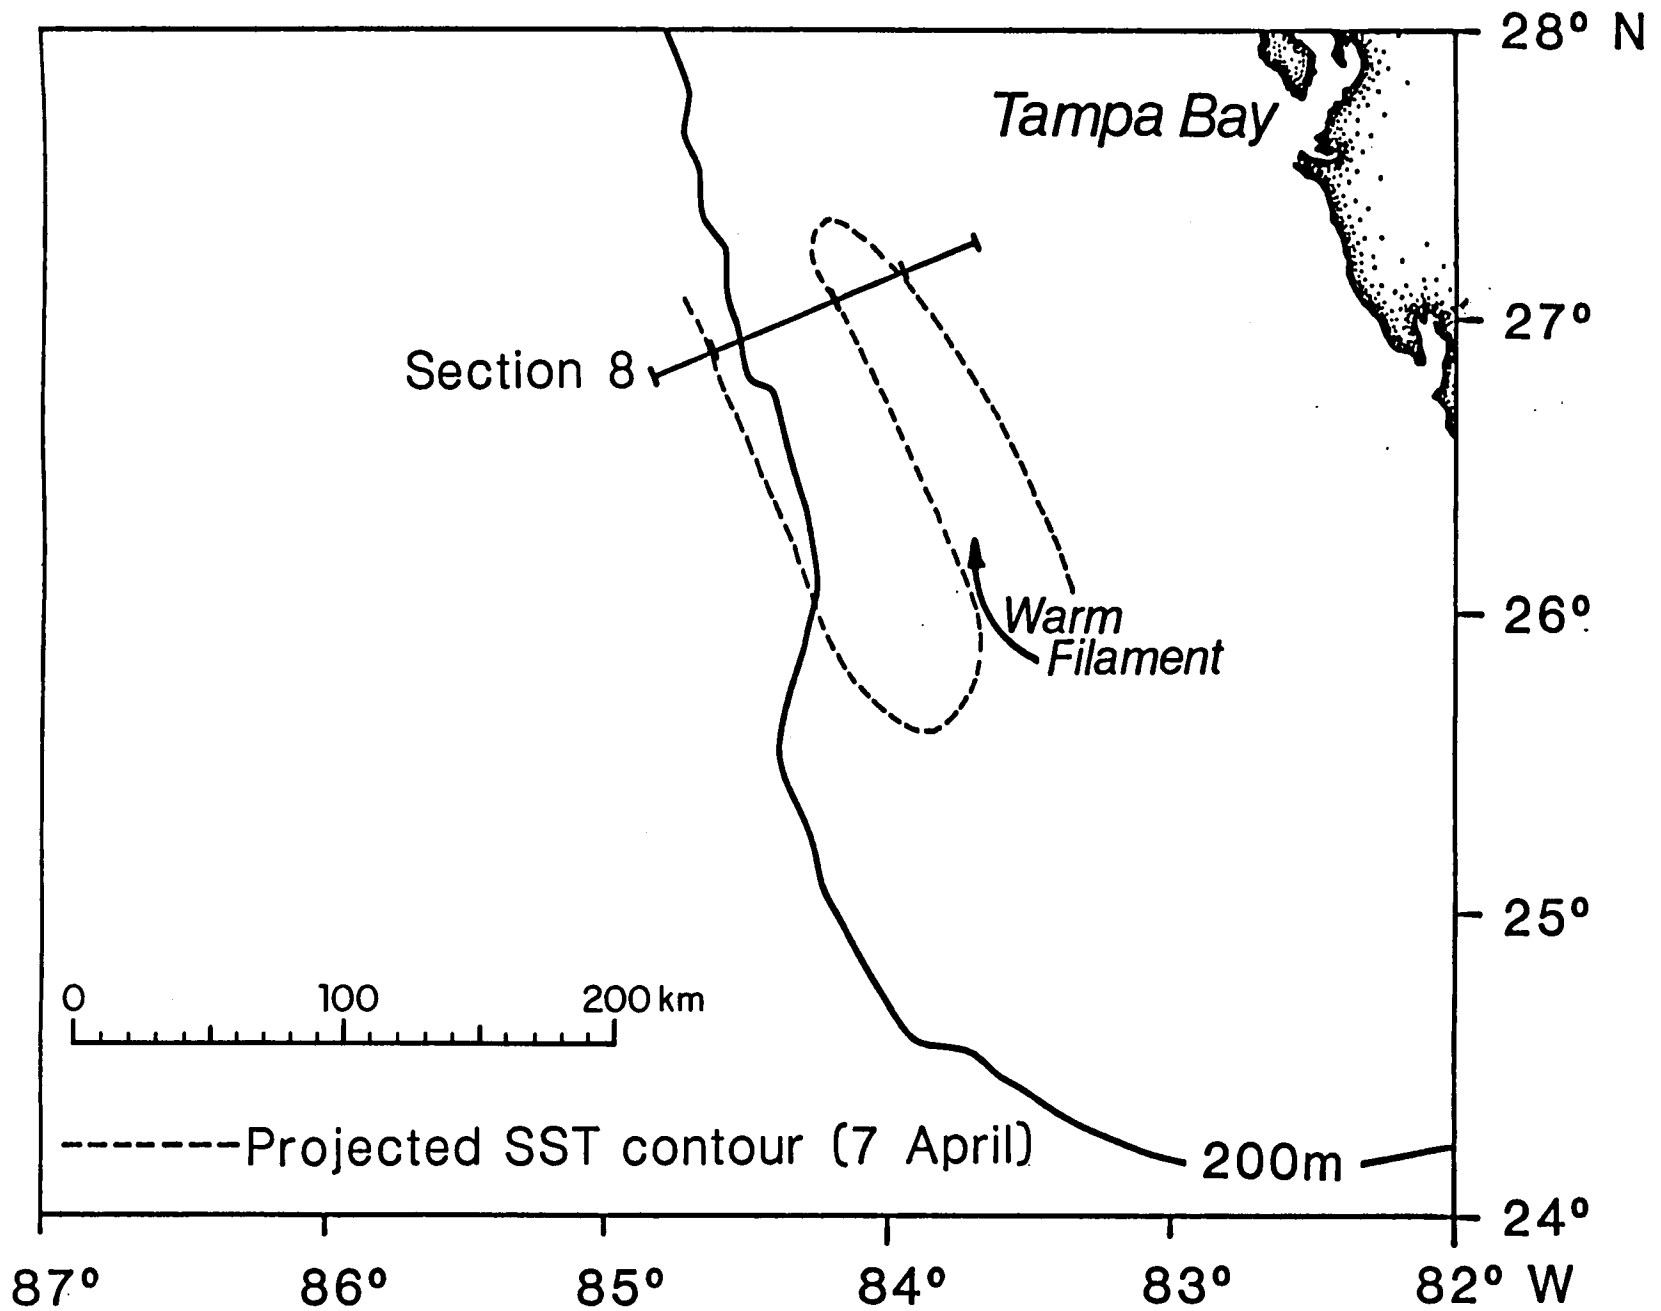 28° N
Tampa Bay
27°
Section 8
26°
Warm
Filament
25°
0 100 200 km
Projected SST contour (7 April)
200m
24°
87° 86° 85° 84° 83° 82° W